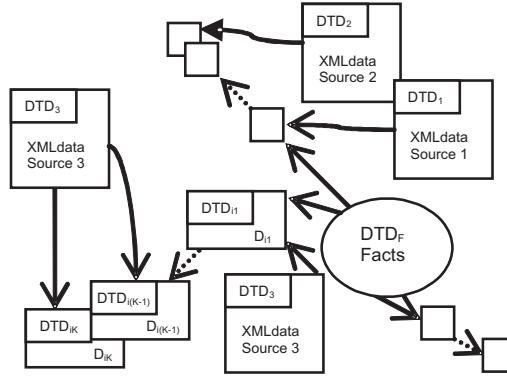 DTD2
XMLdata
Source 2
DTD1
XMLdata
Source 1
DTD3
XMLdata
Source 3
DTDi1
Di1
DTDF
Facts
DTDi(K-1)
Di(K-1)
DTDiK
DiK
DTD3
XMLdata
Source 3